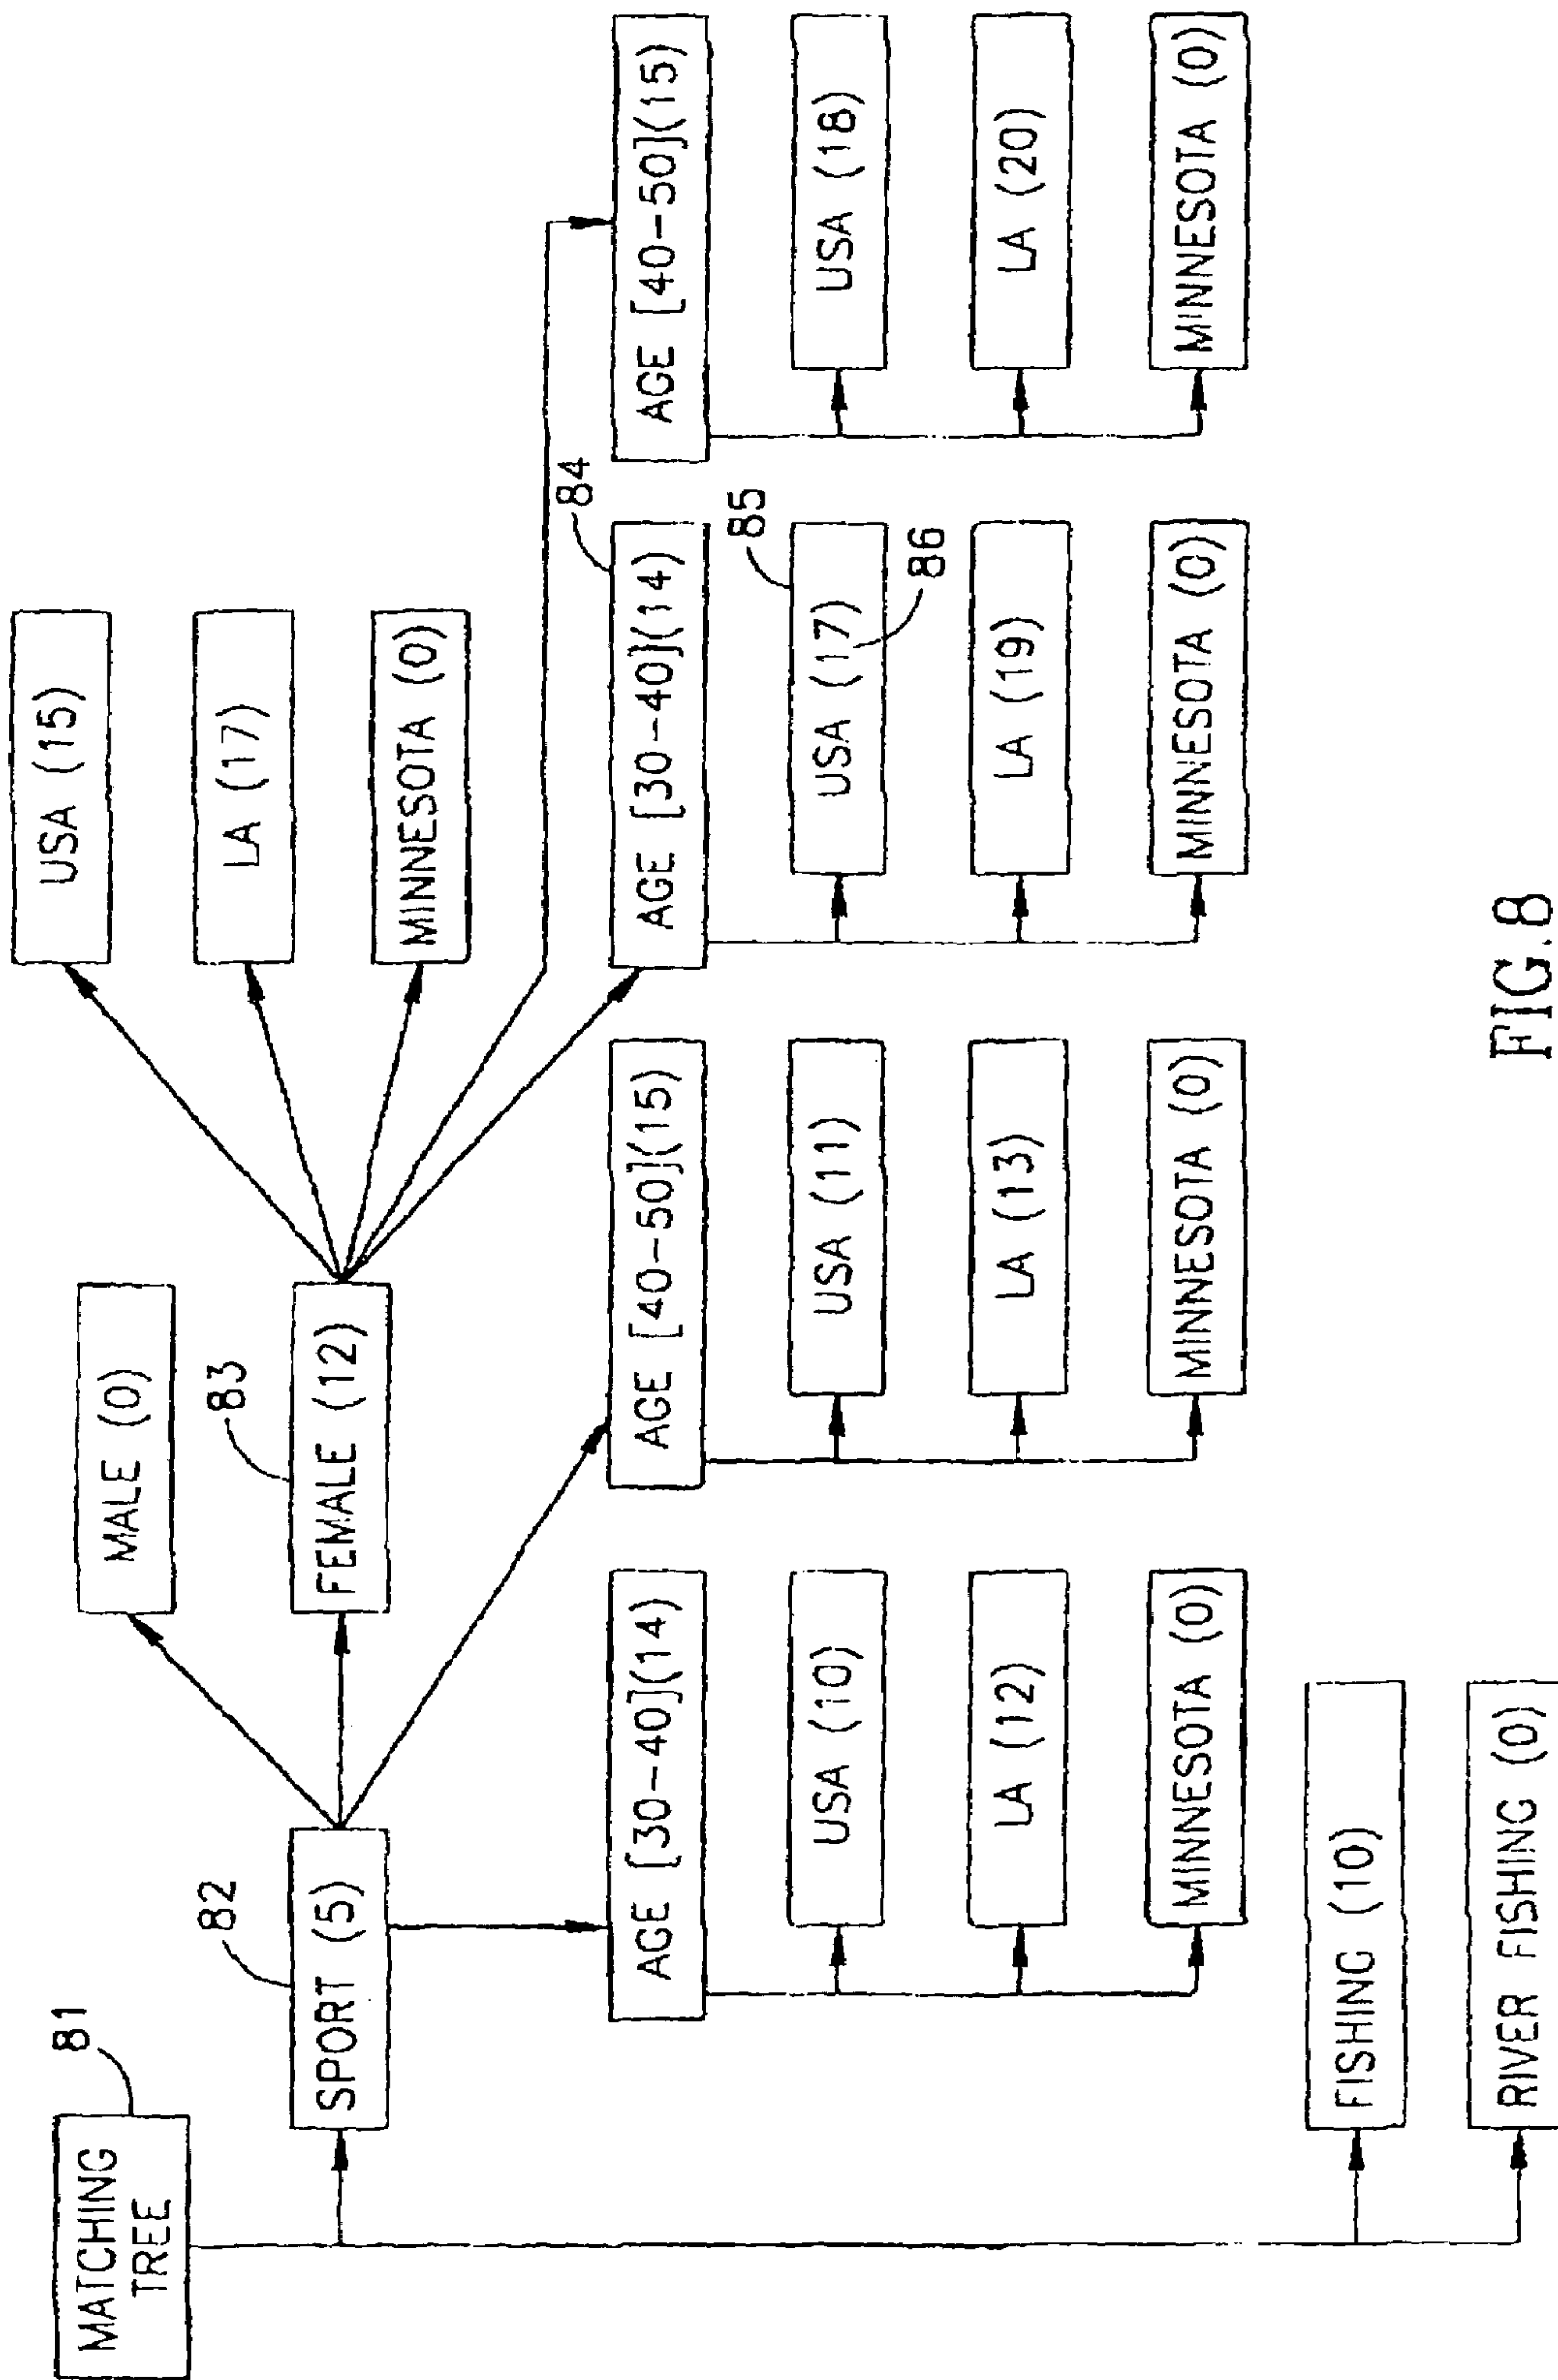 81
MATCHING
TREE
82
SPORT (5)
MALE (0)
83
FEMALE (12)
USA (15)
LA (17)
MINNESOTA (0)
AGE [30-40](14)
USA (10)
LA (12)
MINNESOTA (0)
AGE [40-50](15)
USA (11)
LA (13)
MINNESOTA (0)
84
AGE [30-40](14)
85
USA (17)
86
LA (19)
MINNESOTA (0)
AGE [40-50](15)
USA (18)
LA (20)
MINNESOTA (0)
FISHING (10)
RIVER FISHING (0)
FIG.8